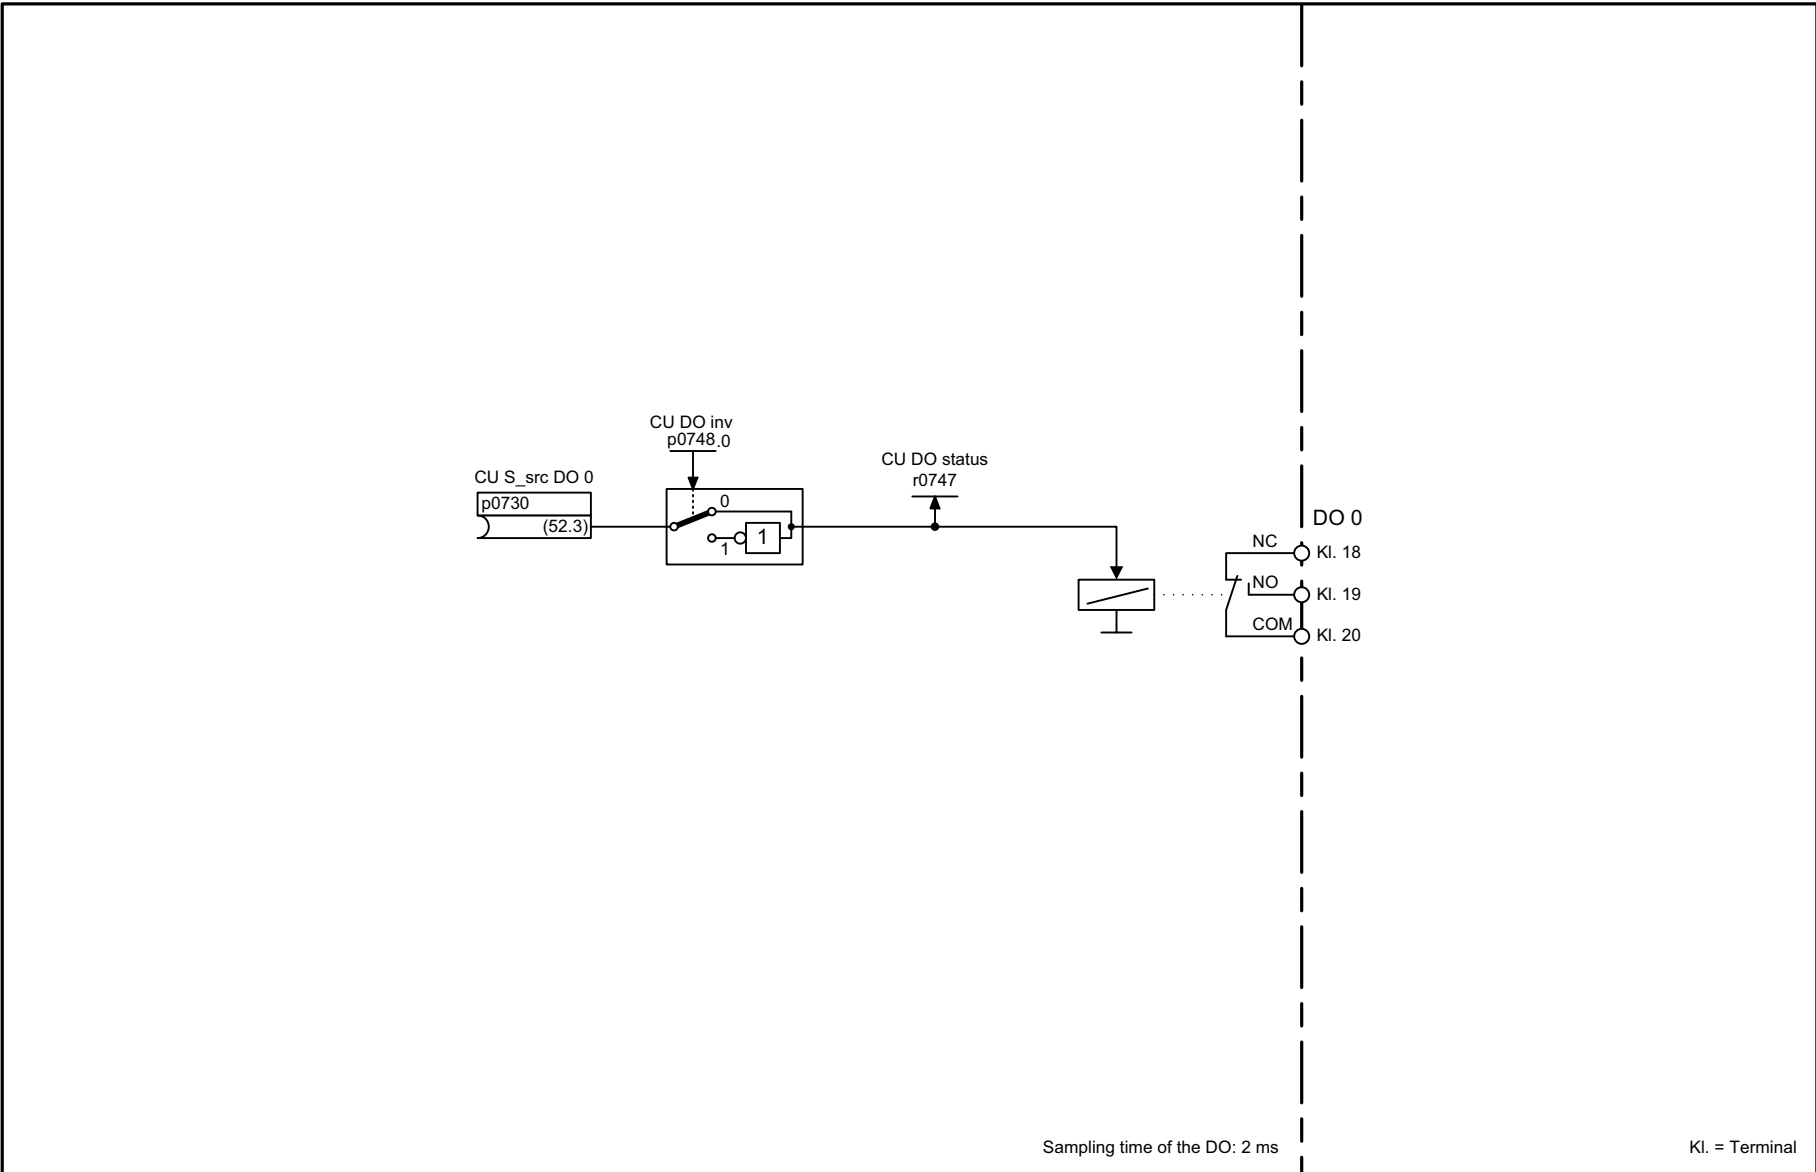 CU DO inv
p0748.0
CU S_src DO 0
p0730
(52.3)
0
1
1
CU DO status
r0747
DO 0
NC
Kl. 18
NO
Kl. 19
COM
Kl. 20
Sampling time of the DO: 2 ms
Kl. = Terminal